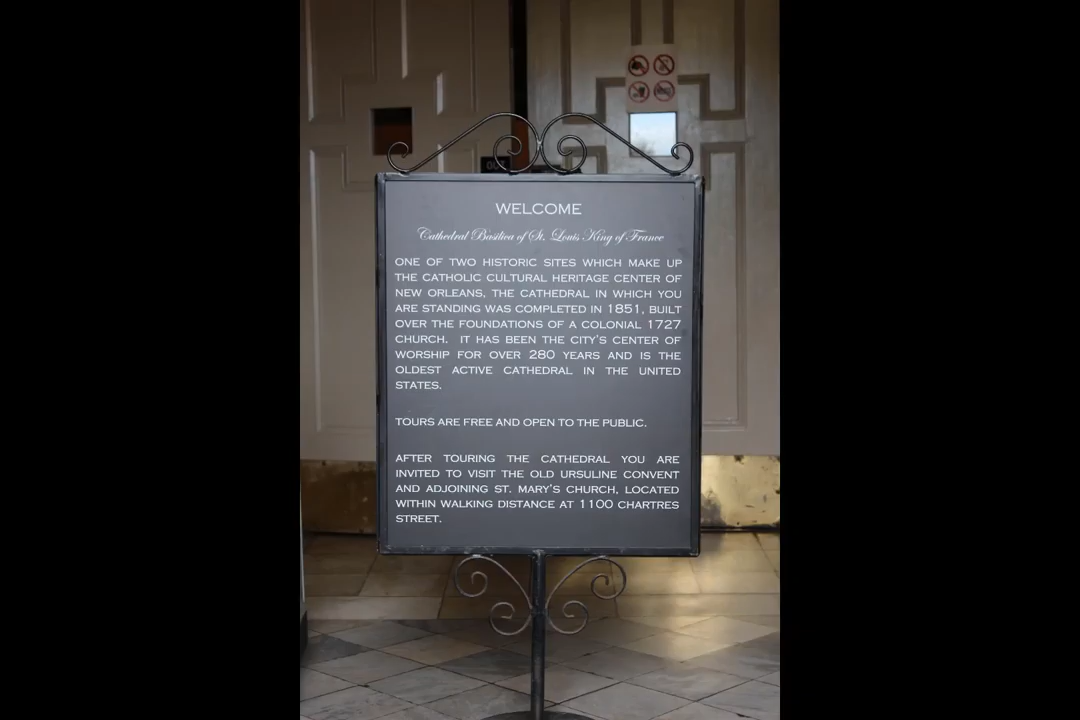 WELCOME
Cathedral Basilica of St. Louis King of France
ONE OF TWO HISTORIC SITES WHICH MAKE UP
THE CATHOLIC CULTURAL HERITAGE CENTER OF
NEW ORLEANS, THE CATHEDRAL IN WHICH YOU
ARE STANDING WAS COMPLETED IN 1851, BUILT
OVER THE FOUNDATIONS OF A COLONIAL 1727
CHURCH. IT HAS BEEN THE CITY'S CENTER OF
WORSHIP FOR OVER 280 YEARS AND IS THE
OLDEST ACTIVE CATHEDRAL IN THE UNITED
STATES.
TOURS ARE FREE AND OPEN TO THE PUBLIC.
AFTER TOURING THE CATHEDRAL YOU ARE
INVITED TO VISIT THE OLD URSULINE CONVENT
AND ADJOINING ST. MARY'S CHURCH, LOCATED
WITHIN WALKING DISTANCE AT 1100 CHARTRES
STREET.